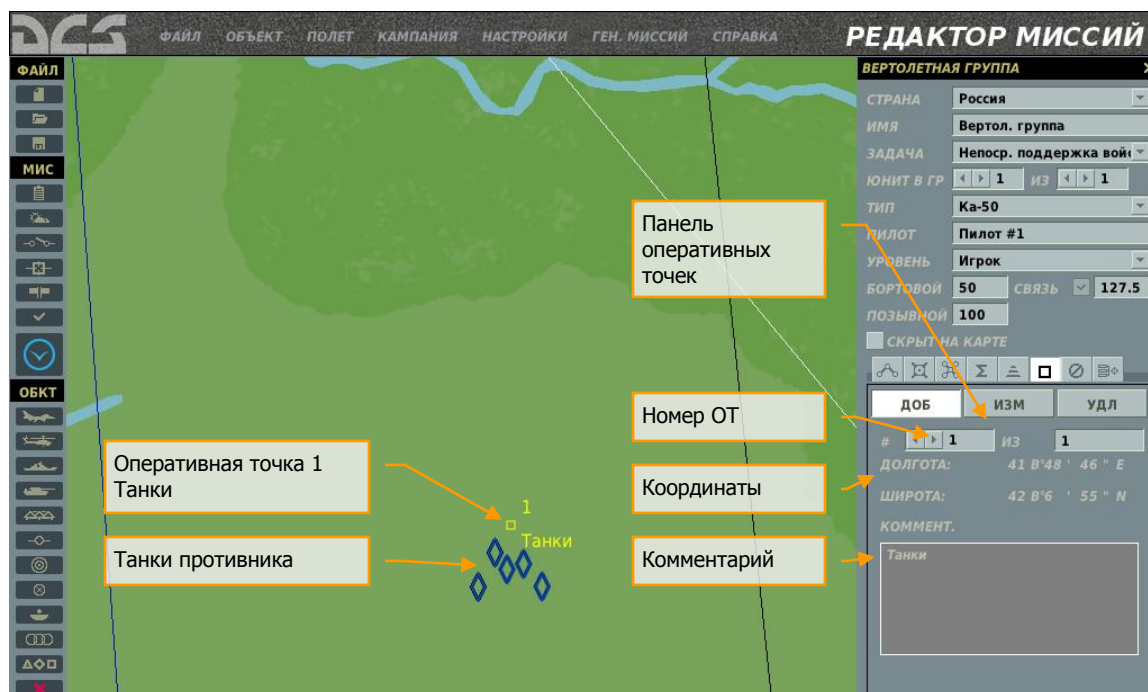 DCS ФАЙЛ ОБЪЕКТ ПОЛЕТ КАМПАНИЯ НАСТРОЙКИ ГЕН. МИССИЙ СПРАВКА РЕДАКТОР МИССИЙ
ФАЙЛ
МИС
ОБКТ
Оперативная точка 1
Танки
Танки противника
1
Танки
Панель
оперативных
точек
Номер ОТ
Координаты
Комментарий
ВЕРТОЛЕТНАЯ ГРУППА
СТРАНА Россия
ИМЯ Вертол. группа
ЗАДАЧА Непоср. поддержка войс
ЮНИТ В ГР 1 ИЗ 1
ТИП Ка-50
ПИЛОТ Пилот #1
УРОВЕНЬ Игрок
БОРТОВОЙ 50 СВЯЗЬ 127.5
ПОЗЫВНОЙ 100
СКРЫТ НА КАРТЕ
ДОБ ИЗМ УДЛ
# 1 ИЗ 1
ДОЛГОТА: 41 В°48 ' 46 " E
ШИРОТА: 42 В°6 ' 55 " N
КОММЕНТ.
Танки